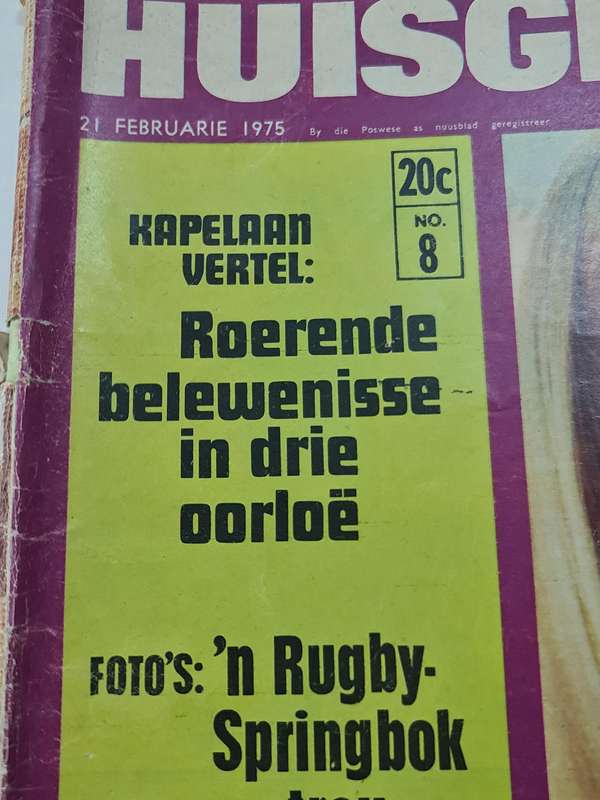 HUISG
21 FEBRUARIE 1975 By die Poswese as nuusblad geregistreer
20c
NO.
8
KAPELAAN
VERTEL:
Roerende
belewenisse
in drie
oorloë
FOTO'S: 'n Rugby-
Springbok
trou